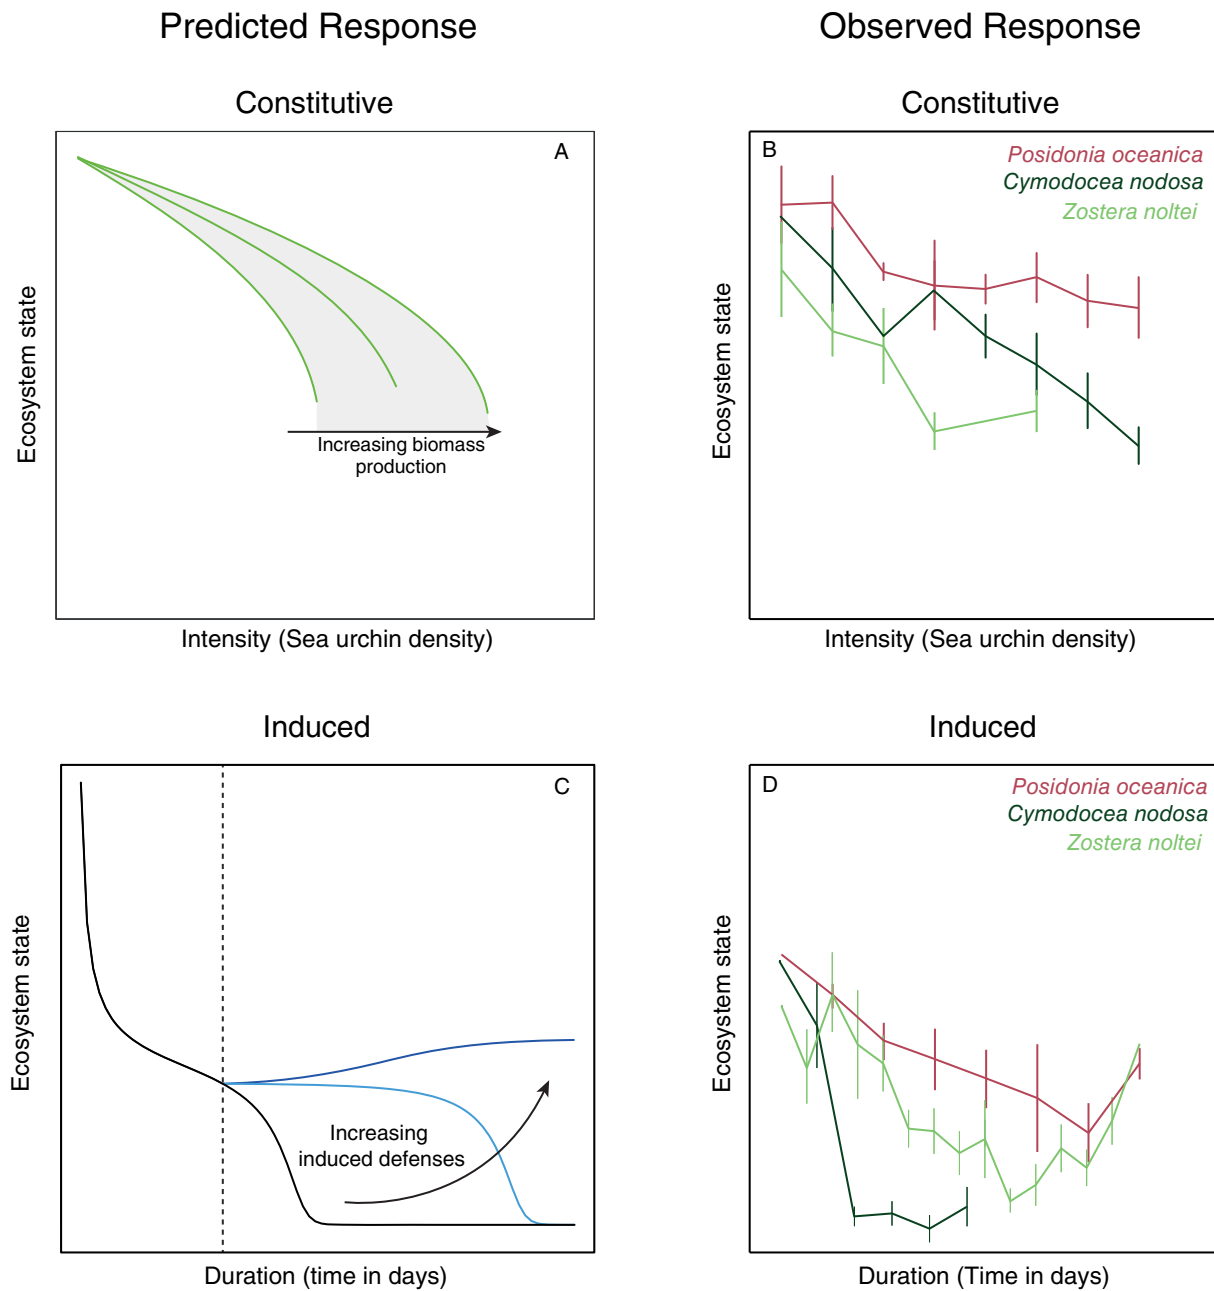 Predicted Response
Observed Response
Constitutive
Constitutive
A
Ecosystem state
Increasing biomass
production
Intensity (Sea urchin density)
B
Posidonia oceanica
Cymodocea nodosa
Zostera noltei
Ecosystem state
Intensity (Sea urchin density)
Induced
Induced
C
Ecosystem state
Increasing
induced defenses
Duration (time in days)
D
Posidonia oceanica
Cymodocea nodosa
Zostera noltei
Ecosystem state
Duration (Time in days)